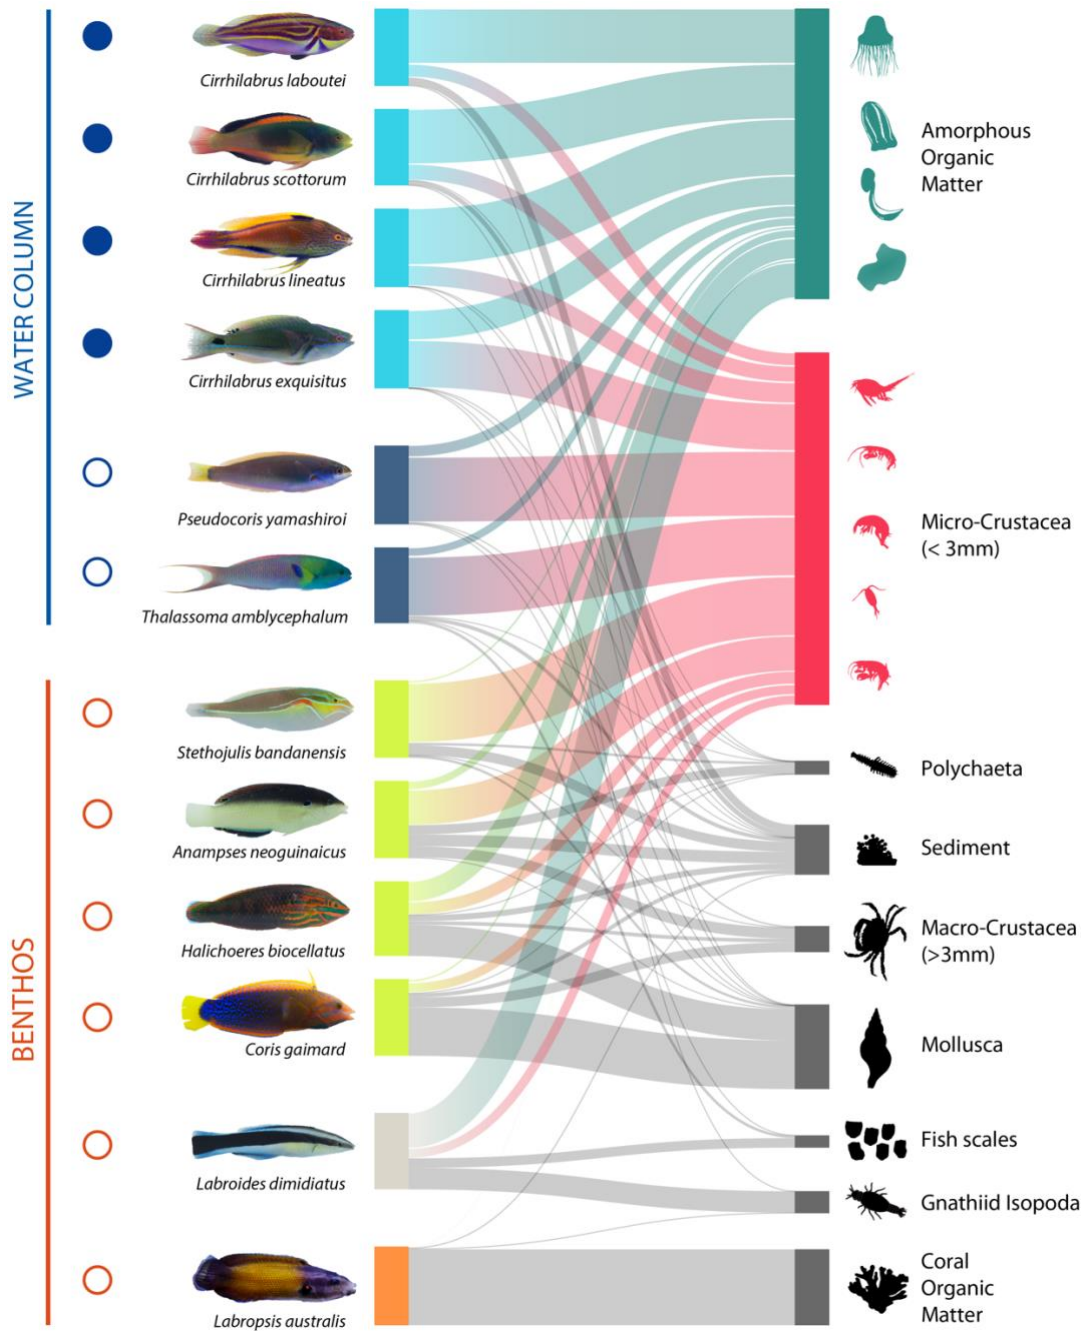 WATER COLUMN
Cirrhilabrus laboutei
Cirrhilabrus scottorum
Cirrhilabrus lineatus
Cirrhilabrus exquisitus
Pseudocoris yamashiroi
Thalassoma amblycephalum
BENTHOS
Stethojulis bandanensis
Anampses neoguinaicus
Halichoeres biocellatus
Coris gaimard
Labroides dimidiatus
Labropsis australis
Amorphous
Organic
Matter
Micro-Crustacea
(< 3mm)
Polychaeta
Sediment
Macro-Crustacea
(>3mm)
Mollusca
Fish scales
Gnathiid Isopoda
Coral
Organic
Matter